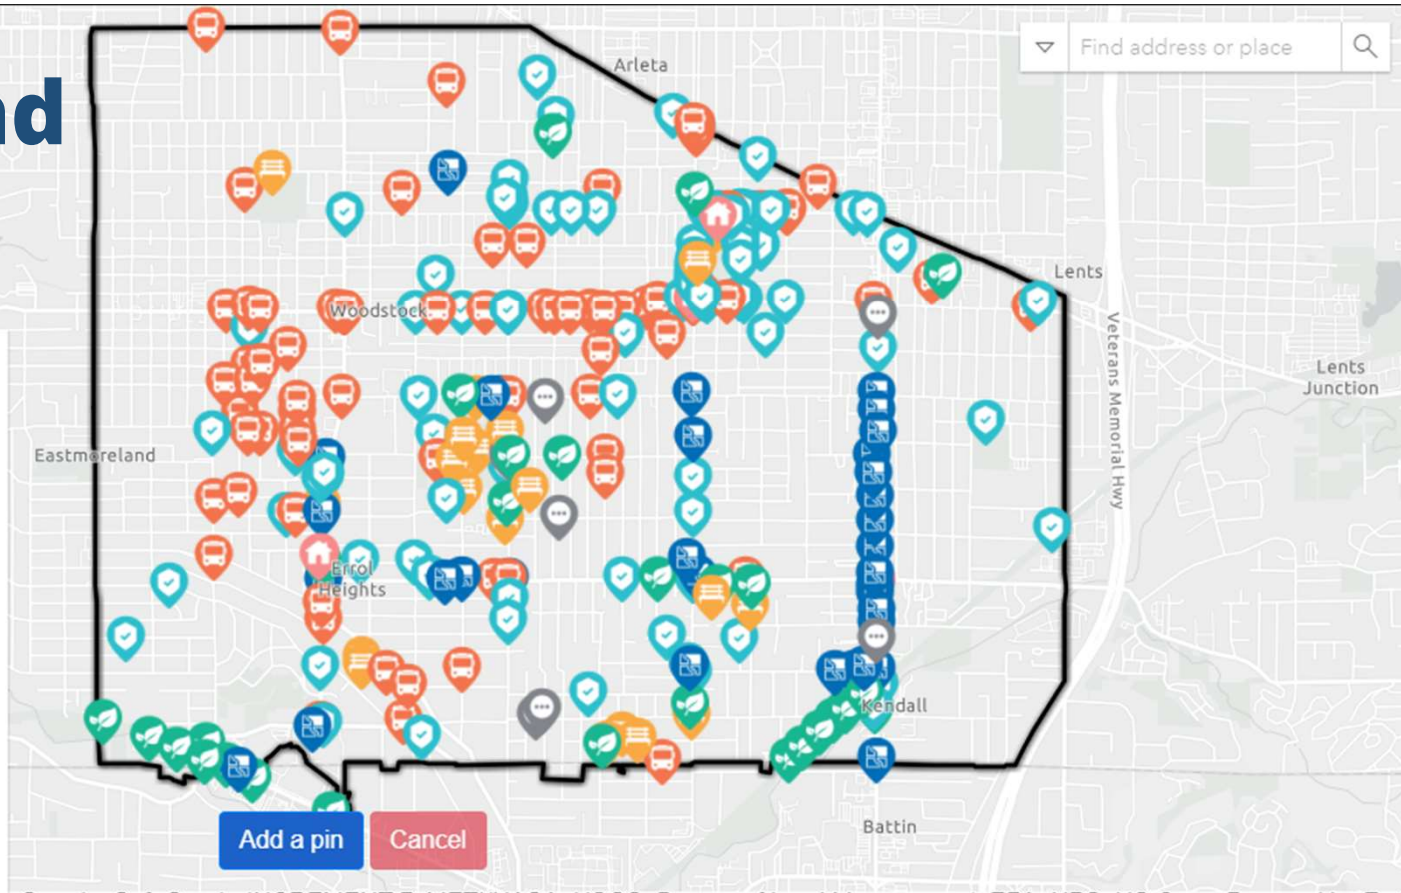 nd
Find address or place
Arleta
Lents
Woodstock
Veterans Memorial Hwy
Lents
Junction
Eastmoreland
Errol
Heights
Kendall
Battin
Add a pin
Cancel